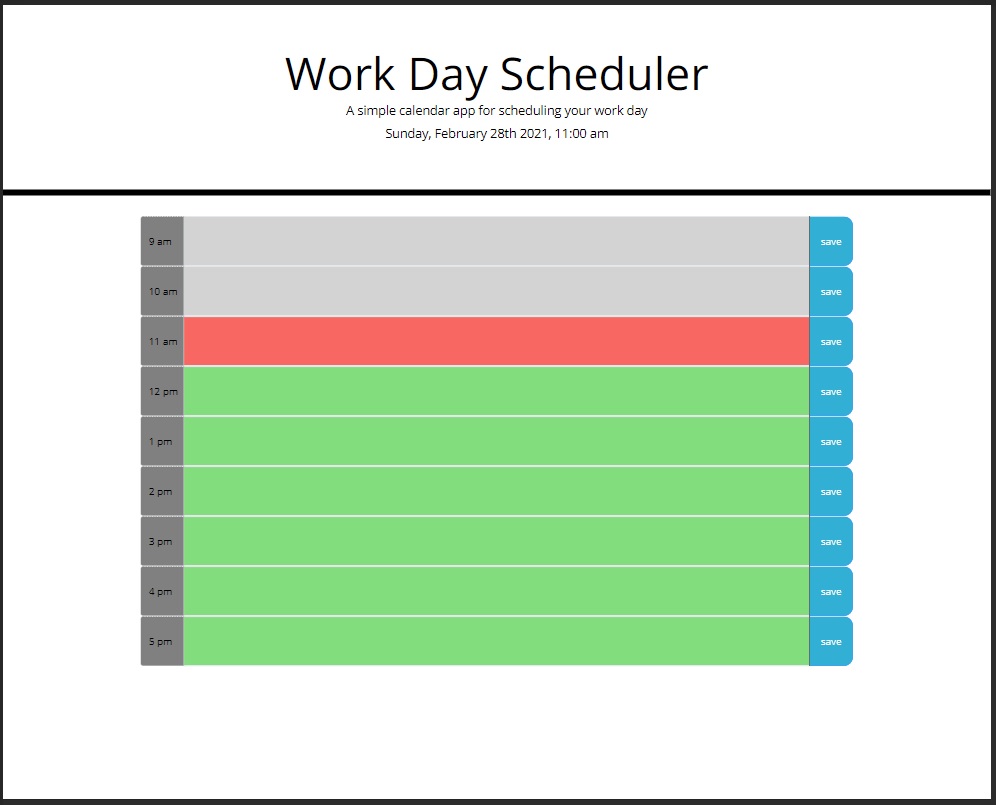 Work Day Scheduler
A simple calendar app for scheduling your work day
Sunday, February 28th 2021, 11:00 am
9 am save
10 am save
11 am save
12 pm save
1 pm save
2 pm save
3 pm save
4 pm save
5 pm save